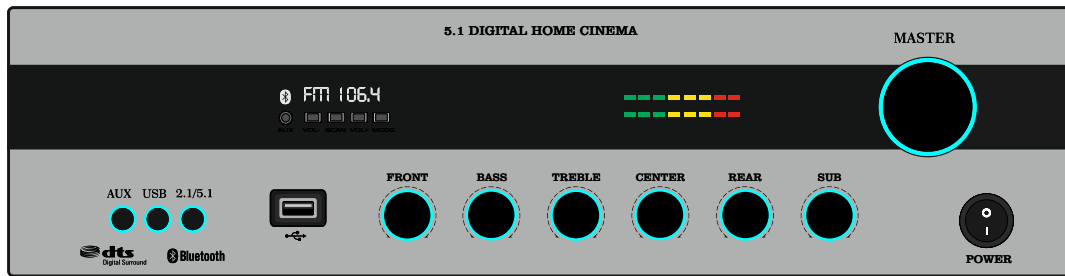 5.1 DIGITAL HOME CINEMA
MASTER
FM 106.4
AUX VOL- SCAN VOL+ MODE
FRONT BASS TREBLE CENTER REAR SUB
AUX USB 2.1/5.1
dts
Digital Surround
Bluetooth
POWER